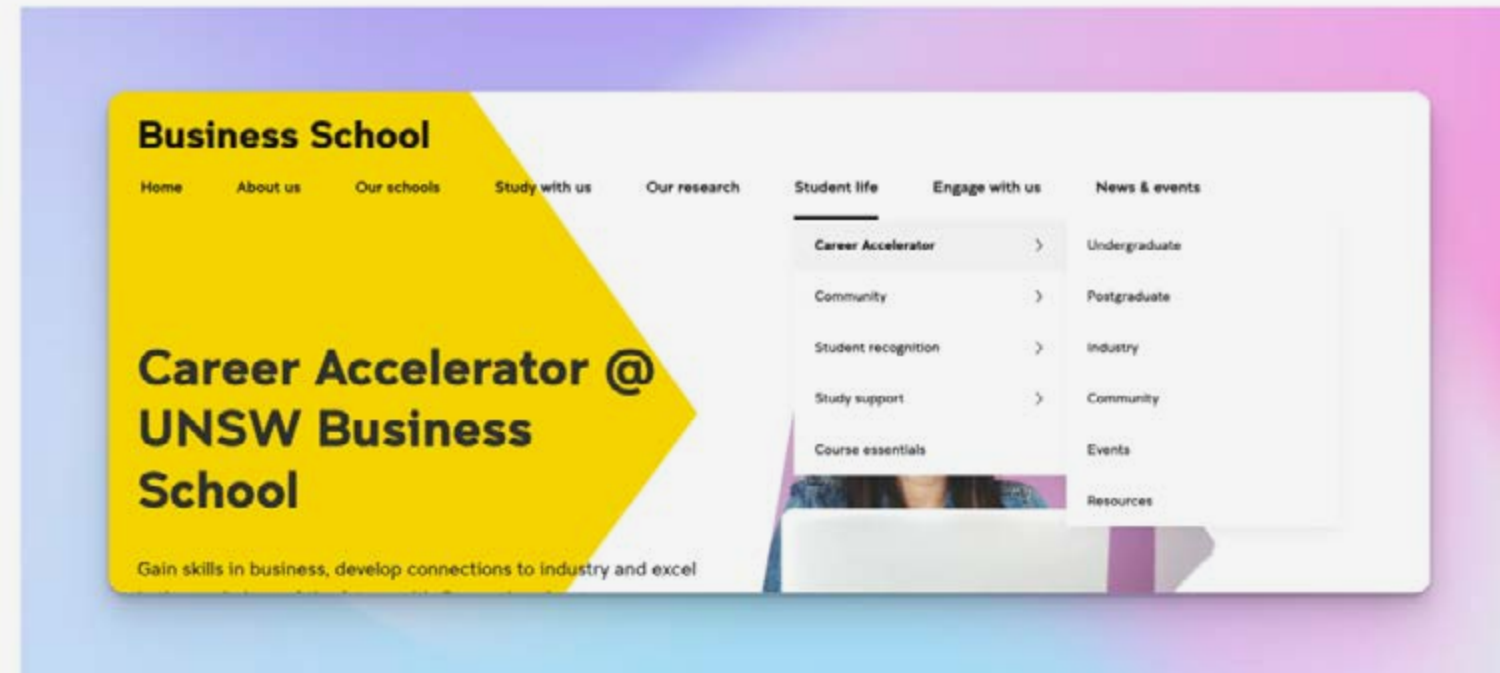 Business School
Home About us Our schools Study with us Our research Student life Engage with us News & events
Career Accelerator
Community
Student recognition
Study support
Course essentials
Undergraduate
Postgraduate
Industry
Community
Events
Resources
Career Accelerator @
UNSW Business
School
Gain skills in business, develop connections to industry and excel